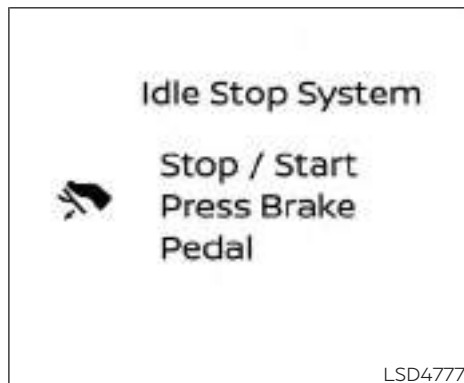 Idle Stop System
Stop / Start
Press Brake
Pedal
LSD4777